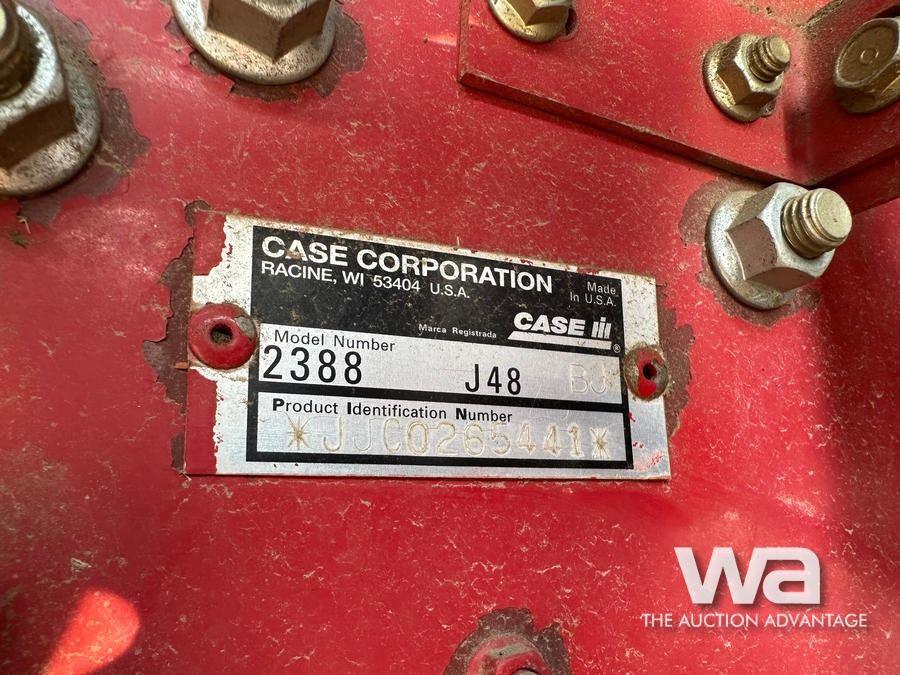 CASE CORPORATION
RACINE, WI 53404 U.S.A.
Made
In U.S.A.
Marca Registrada
CASE IH
®
Model Number
2388 J48 BJ
Product Identification Number
*JJC0265441*
wa
THE AUCTION ADVANTAGE